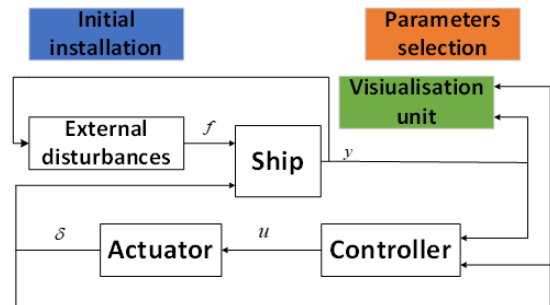 Initial
installation
Parameters
selection
Visiualisation
unit
External
disturbances
f
Ship
y
δ
Actuator
u
Controller